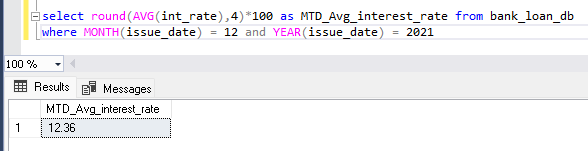 select round(AVG(int_rate),4)*100 as MTD_Avg_interest_rate from bank_loan_db
where MONTH(issue_date) = 12 and YEAR(issue_date) = 2021
100 %
Results Messages
MTD_Avg_interest_rate
1 12.36